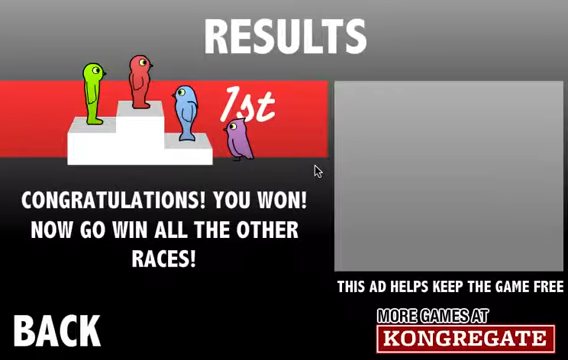 RESULTS
1st
CONGRATULATIONS! YOU WON!
NOW GO WIN ALL THE OTHER
RACES!
THIS AD HELPS KEEP THE GAME FREE
BACK
MORE GAMES AT
KONGREGATE